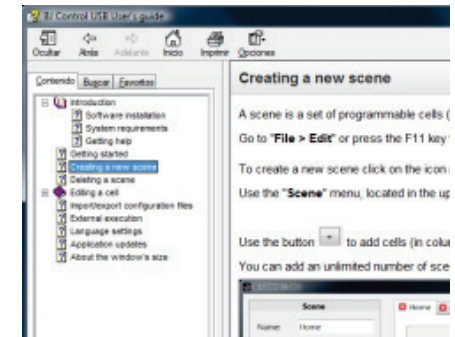 BJ Control USB User's guide
Ocultar Atrás Adelante Inicio Imprimir Opciones
Contenido Buscar Favoritos
Introduction
Software installation
System requirements
Getting help
Getting started
Creating a new scene
Deleting a scene
Editing a cell
Import/export configuration files
External execution
Language settings
Application updates
About the window's size
Creating a new scene
A scene is a set of programmable cells (
Go to "File > Edit" or press the F11 key
To create a new scene click on the icon
Use the "Scene" menu, located in the up
Use the button to add cells (in colu
You can add an unlimited number of sce
Scene
Home
Name: Home